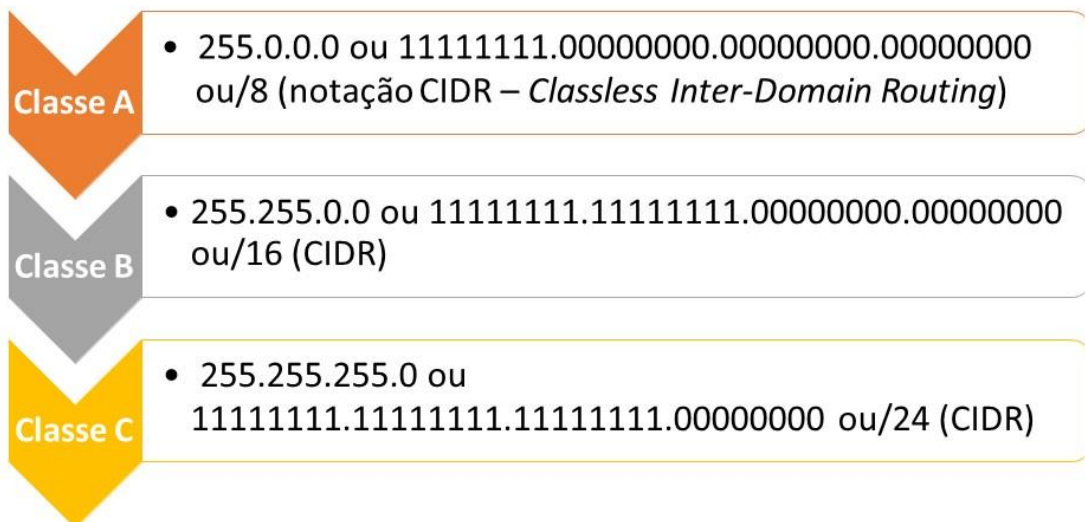 Classe A
• 255.0.0.0 ou 11111111.00000000.00000000.00000000
ou/8 (notação CIDR – Classless Inter-Domain Routing)
Classe B
• 255.255.0.0 ou 11111111.11111111.00000000.00000000
ou/16 (CIDR)
Classe C
• 255.255.255.0 ou
11111111.11111111.11111111.00000000 ou/24 (CIDR)